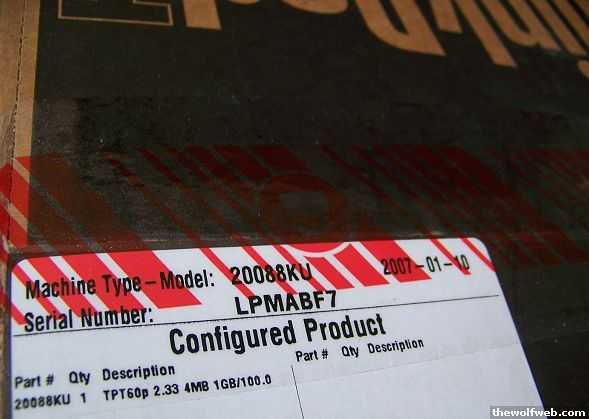 ThinkPad
Machine Type-Model: 20088KU 2007-01-10
Serial Number: LPMABF7
Configured Product
Part # Qty Description Part # Qty Description
20088KU 1 TPT60p 2.33 4MB 1GB/100.0
thewolfweb.com